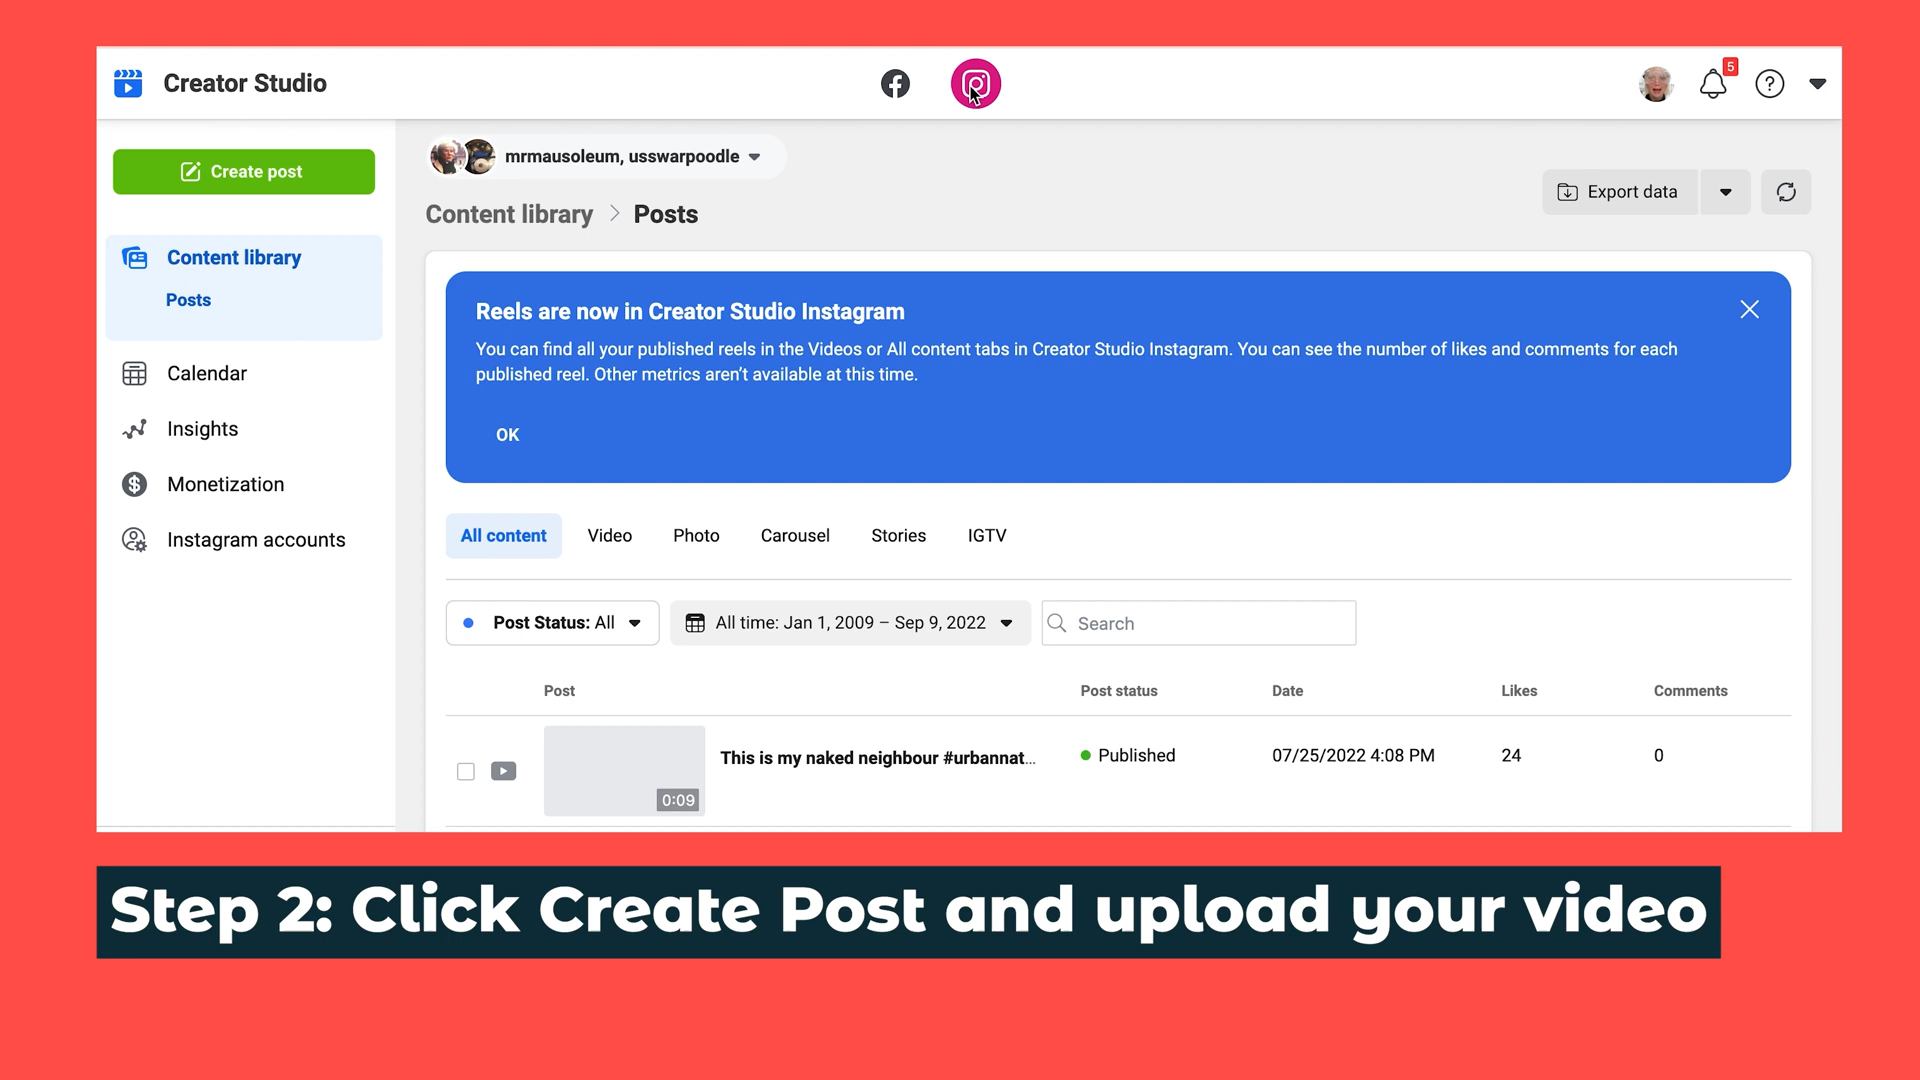 Creator Studio
5
Create post
mrmausoleum, usswarpoodle
Content library > Posts
Export data
Content library
Posts
Calendar
Insights
Monetization
Instagram accounts
Reels are now in Creator Studio Instagram
You can find all your published reels in the Videos or All content tabs in Creator Studio Instagram. You can see the number of likes and comments for each
published reel. Other metrics aren't available at this time.
OK
All content Video Photo Carousel Stories IGTV
Post Status: All All time: Jan 1, 2009 – Sep 9, 2022 Search
Post Post status Date Likes Comments
This is my naked neighbour #urbannat... Published 07/25/2022 4:08 PM 24 0
0:09
Step 2: Click Create Post and upload your video